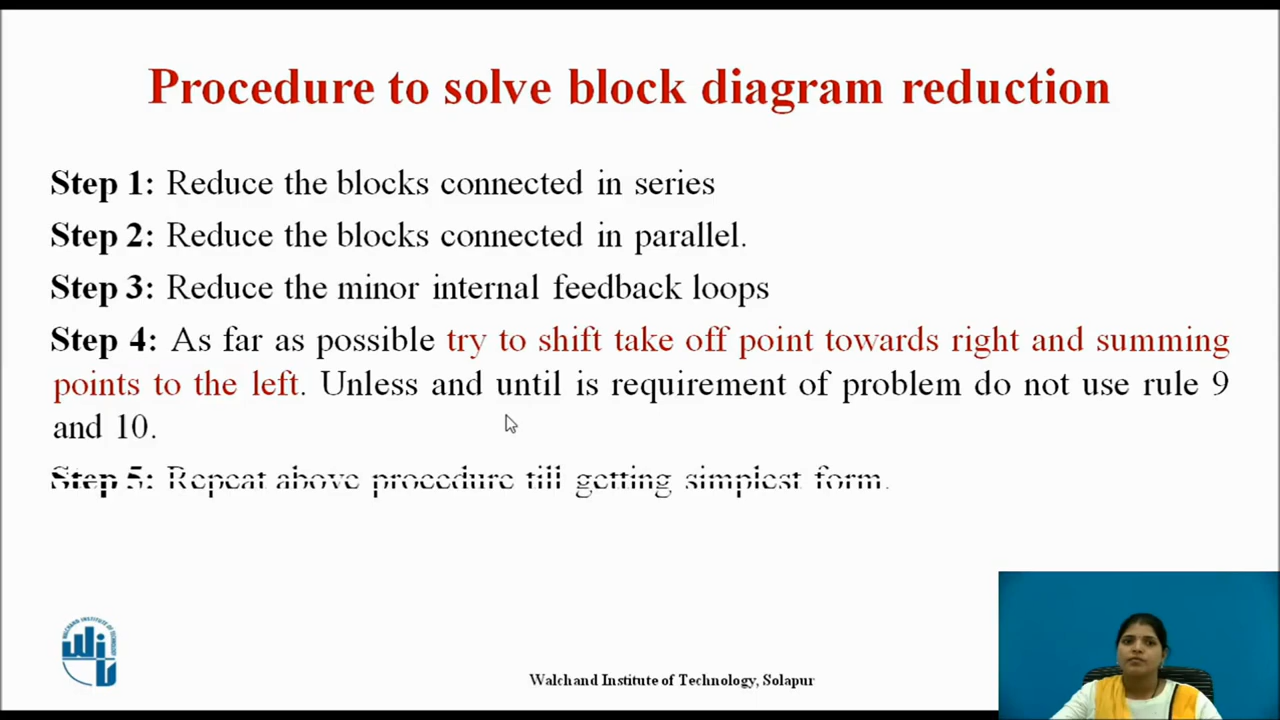 Procedure to solve block diagram reduction
Step 1: Reduce the blocks connected in series
Step 2: Reduce the blocks connected in parallel.
Step 3: Reduce the minor internal feedback loops
Step 4: As far as possible try to shift take off point towards right and summing
points to the left. Unless and until is requirement of problem do not use rule 9
and 10.
Step 5: Repeat above procedure till getting simplest form.
WALCHAND INSTITUTE OF TECHNOLOGY
Walchand Institute of Technology, Solapur